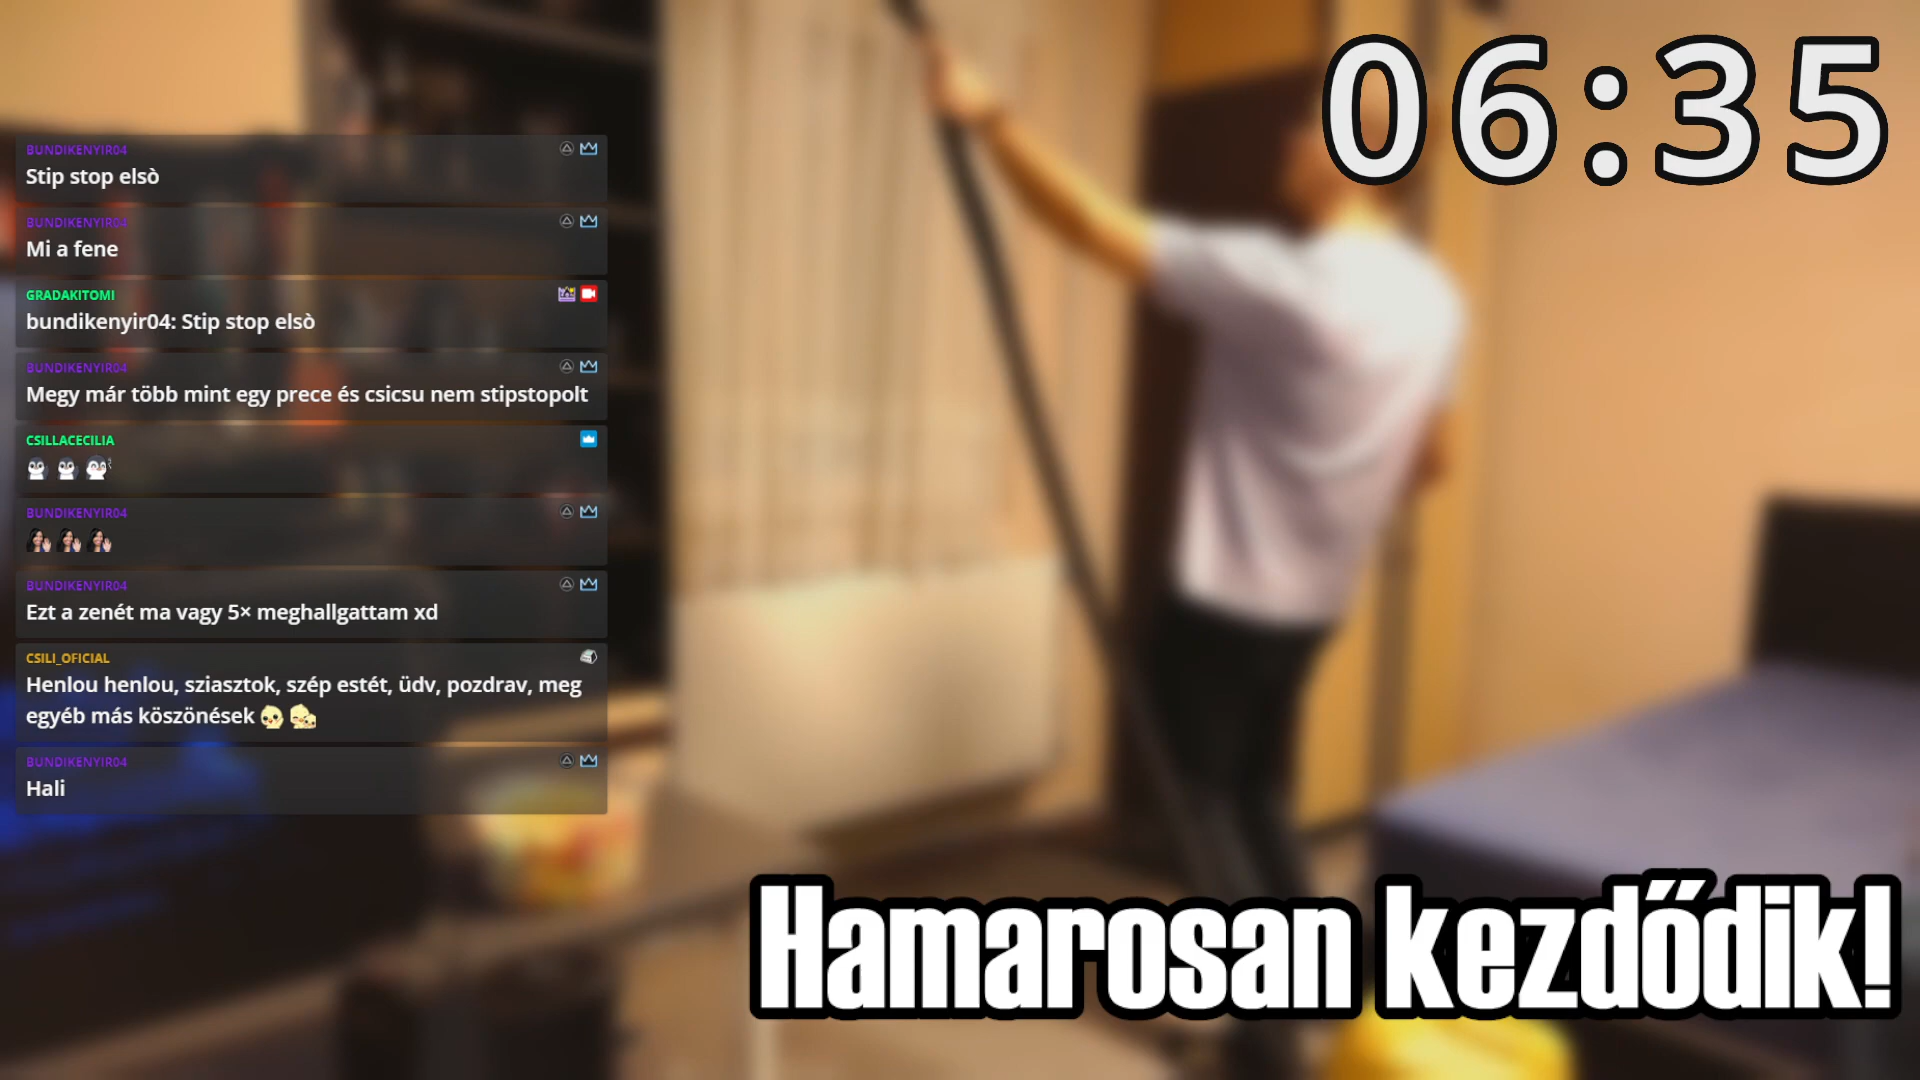 06:35
BUNDIKENYIR04
Stip stop elsò
BUNDIKENYIR04
Mi a fene
GRADAKITOMI
bundikenyir04: Stip stop elsò
BUNDIKENYIR04
Megy már több mint egy prece és csicsu nem stipstopolt
CSILLACECILIA
BUNDIKENYIR04
BUNDIKENYIR04
Ezt a zenét ma vagy 5× meghallgattam xd
CSILI_OFICIAL
Henlou henlou, sziasztok, szép estét, üdv, pozdrav, meg
egyéb más köszönések
BUNDIKENYIR04
Hali
Hamarosan kezdődik!